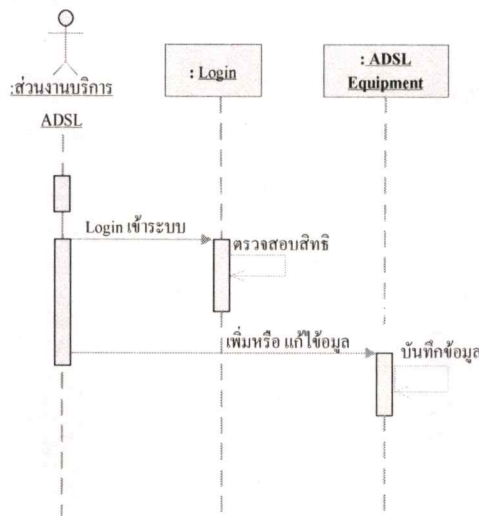 :ส่วนงานบริการ
ADSL
: Login
: ADSL
Equipment
Login เข้าระบบ
ตรวจสอบสิทธิ
เพิ่มหรือ แก้ไข้อมูล
บันทึกข้อมูล